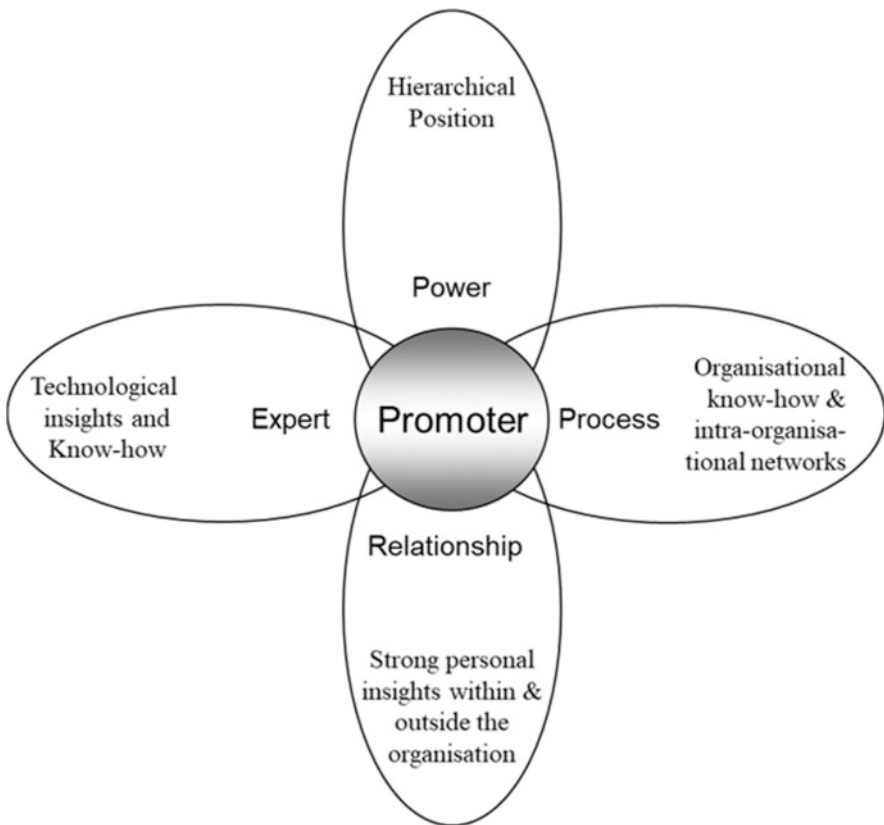 Hierarchical
Position
Power
Technological
insights and
Know-how
Expert
Promoter
Process
Organisational
know-how &
intra-organisa-
tional networks
Relationship
Strong personal
insights within &
outside the
organisation